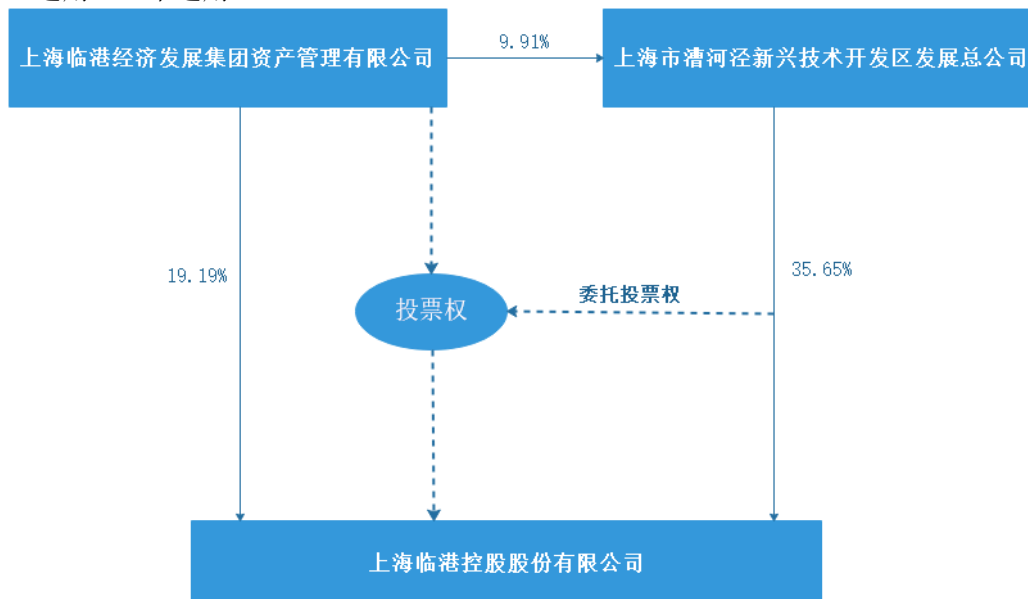 9.91%
上海临港经济发展集团资产管理有限公司
上海市漕河泾新兴技术开发区发展总公司
19.19%
35.65%
委托投票权
投票权
上海临港控股股份有限公司